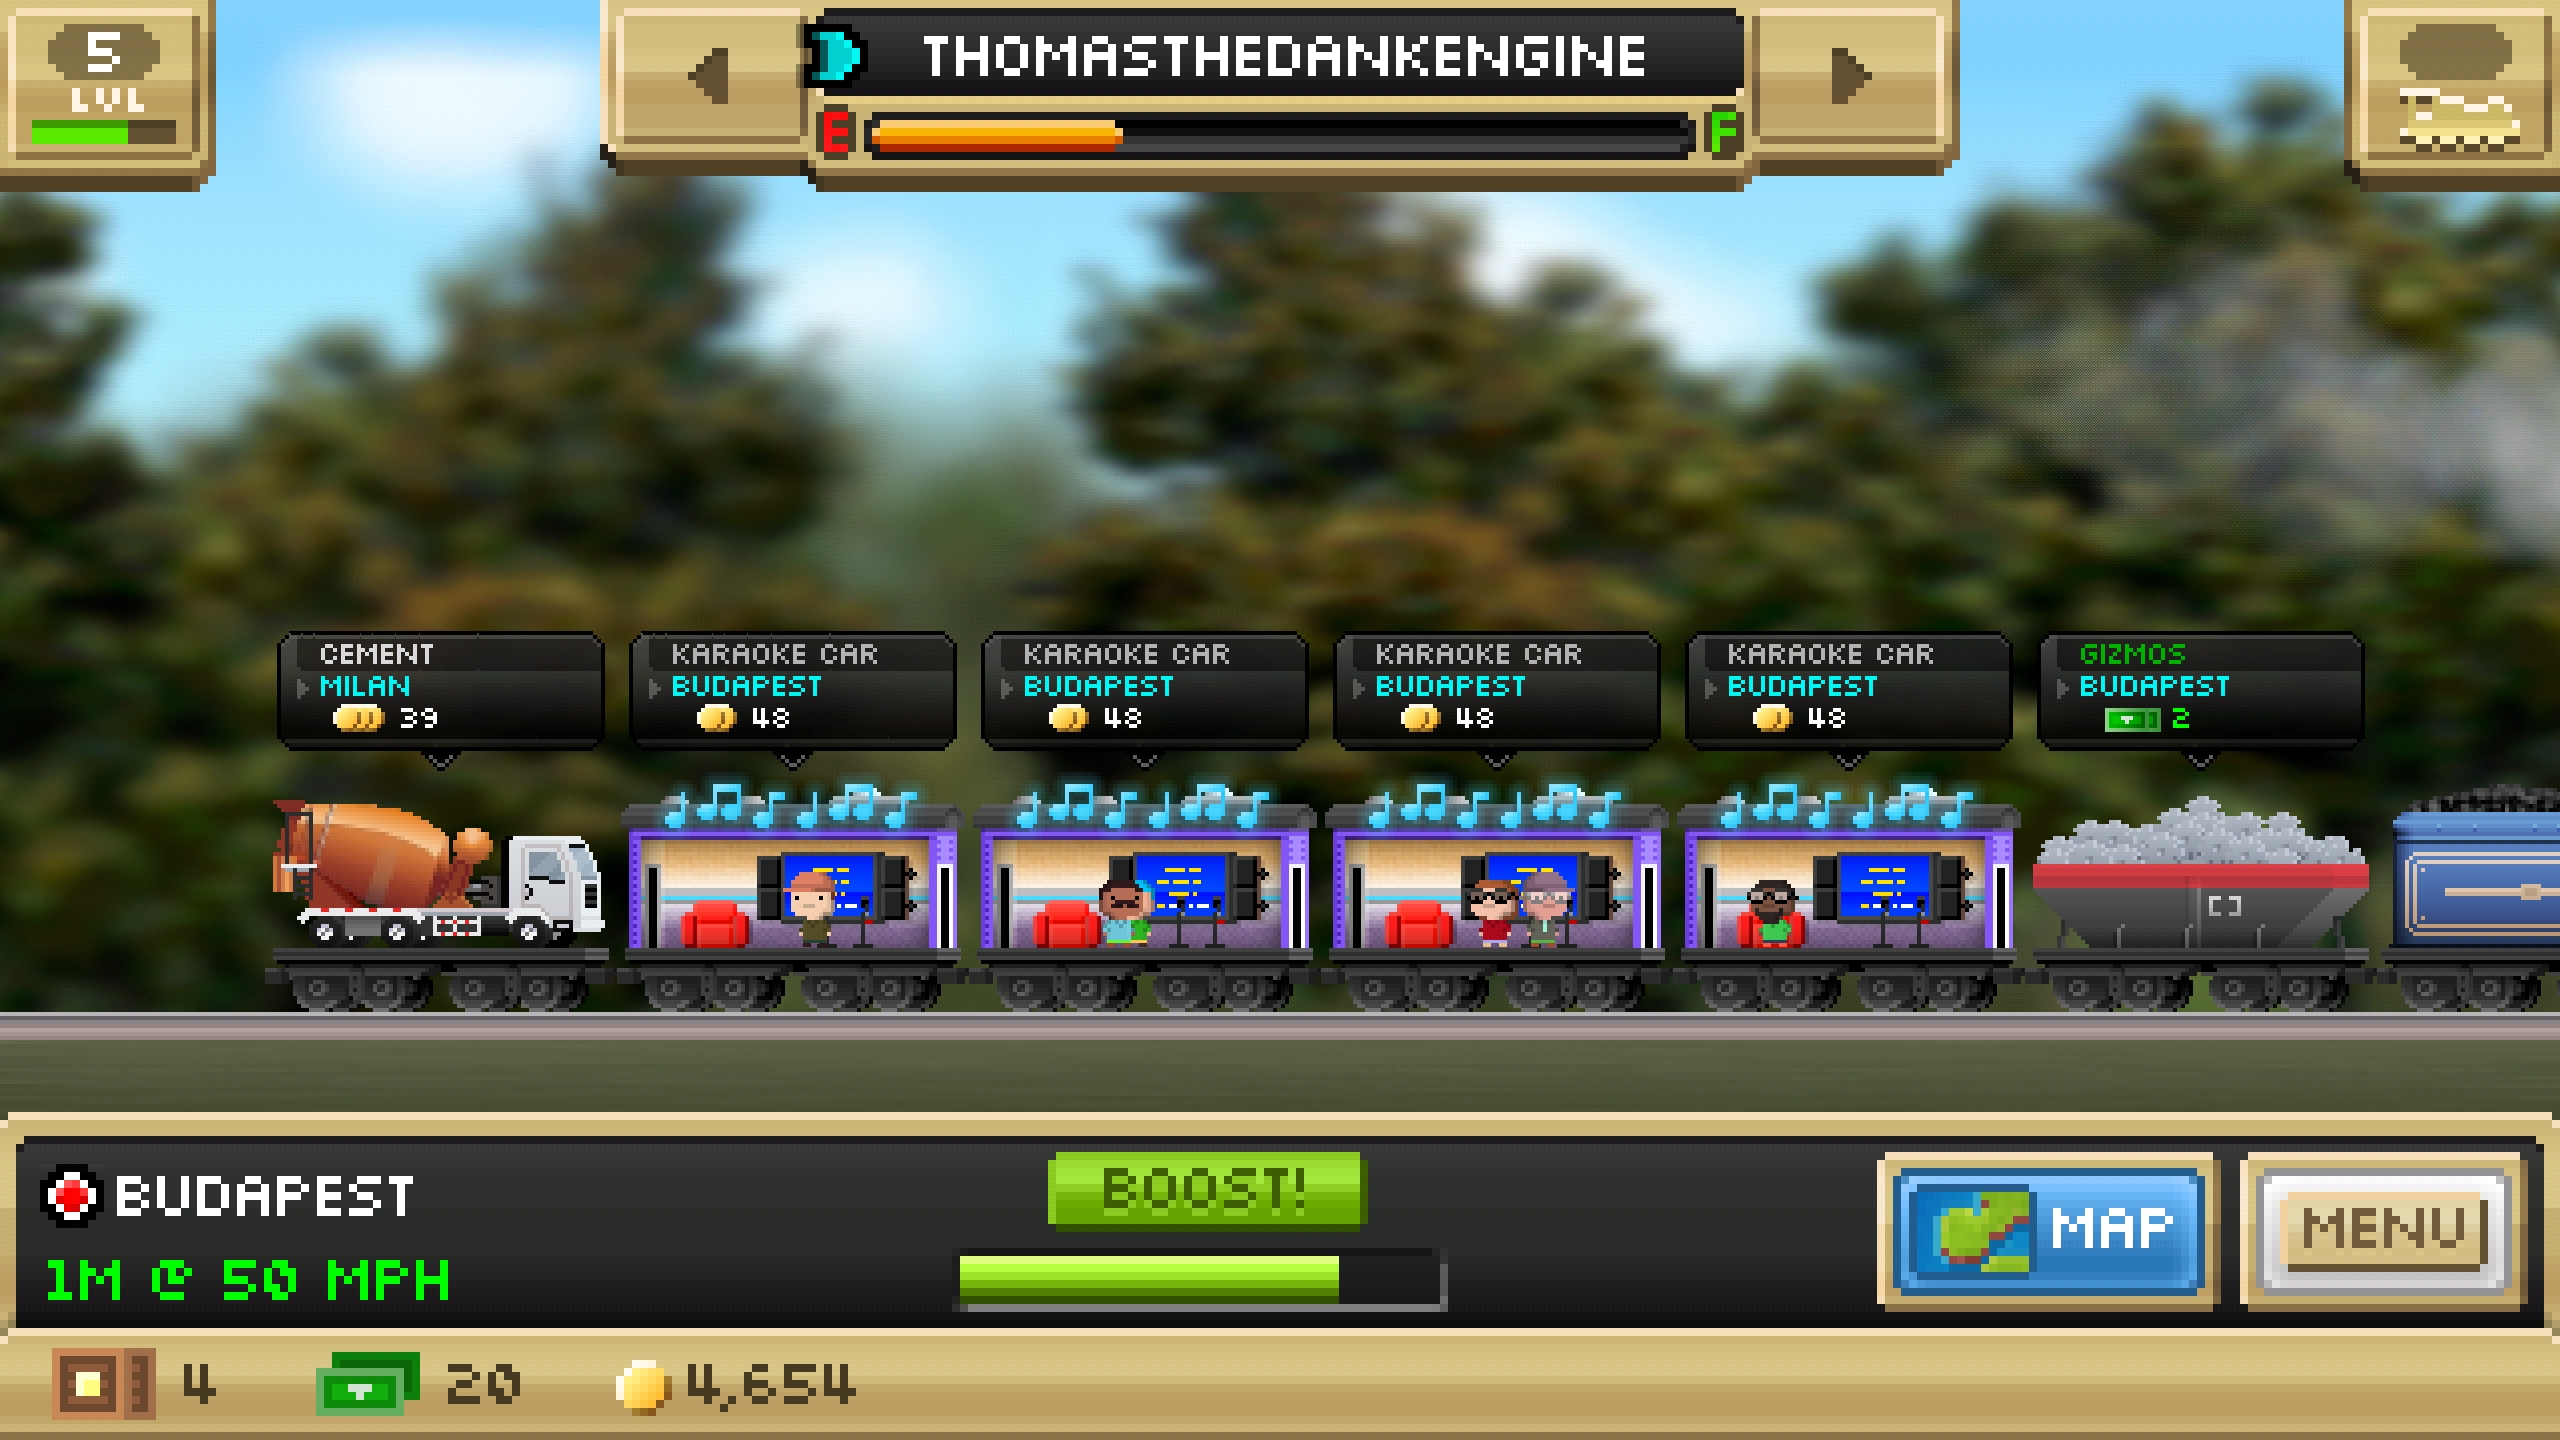 5
LVL
THOMASTHEDANKENGINE
E F
CEMENT
MILAN
39
KARAOKE CAR
BUDAPEST
48
KARAOKE CAR
BUDAPEST
48
KARAOKE CAR
BUDAPEST
48
KARAOKE CAR
BUDAPEST
48
GIZMOS
BUDAPEST
2
BUDAPEST
1M @ 50 MPH
BOOST!
MAP
MENU
4 20 4,654